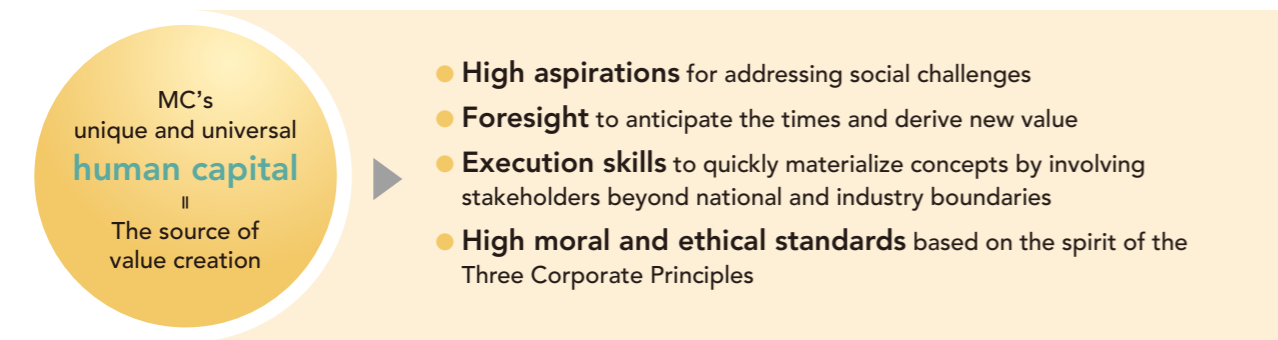 MC’s
unique and universal
human capital
=
The source of
value creation
● High aspirations for addressing social challenges
● Foresight to anticipate the times and derive new value
● Execution skills to quickly materialize concepts by involving
stakeholders beyond national and industry boundaries
● High moral and ethical standards based on the spirit of the
Three Corporate Principles